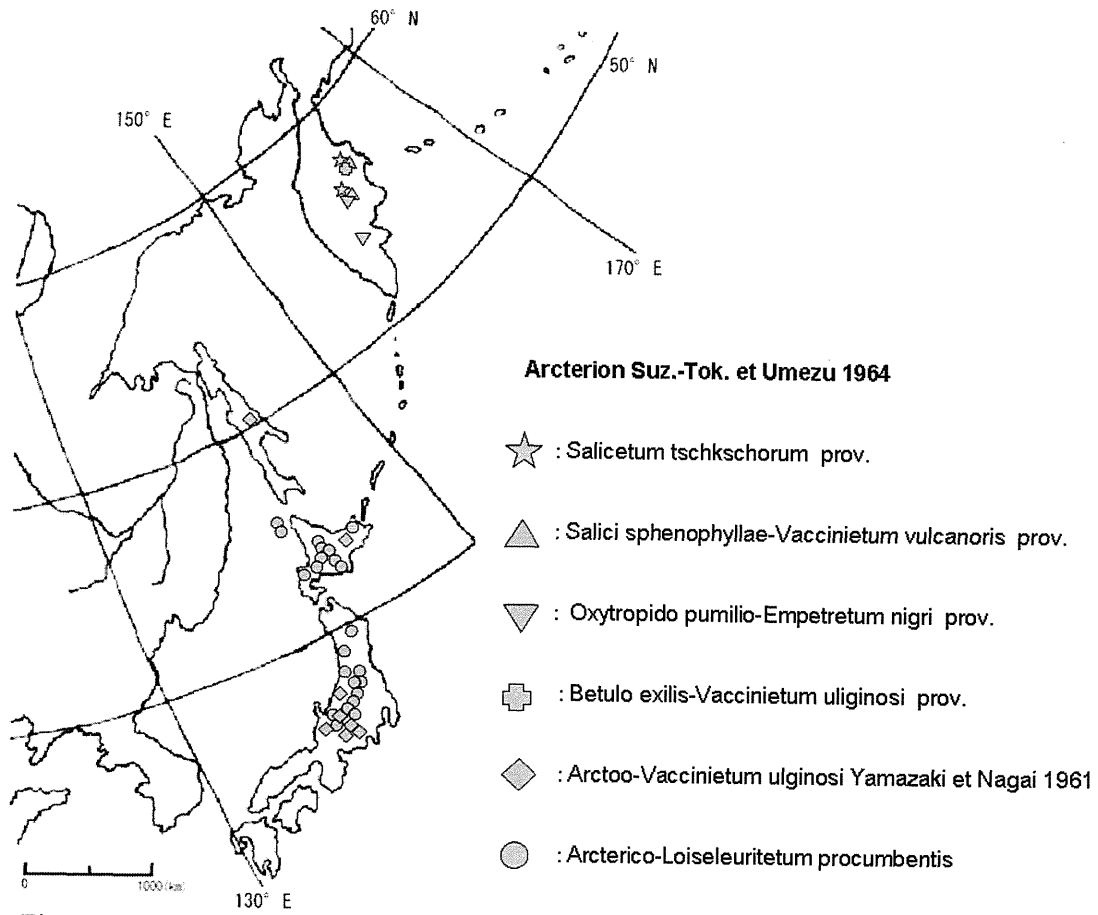 60° N
50° N
150° E
170° E
Arcterion Suz.-Tok. et Umezu 1964
: Salicetum tschkschorum prov.
: Salici sphenophyllae-Vaccinietum vulcanoris prov.
: Oxytropido pumilio-Empetretum nigri prov.
: Betulo exilis-Vaccinietum uliginosi prov.
: Arctoo-Vaccinietum ulginosi Yamazaki et Nagai 1961
: Arcterico-Loiseleuritetum procumbentis
0 1000(km)
130° E